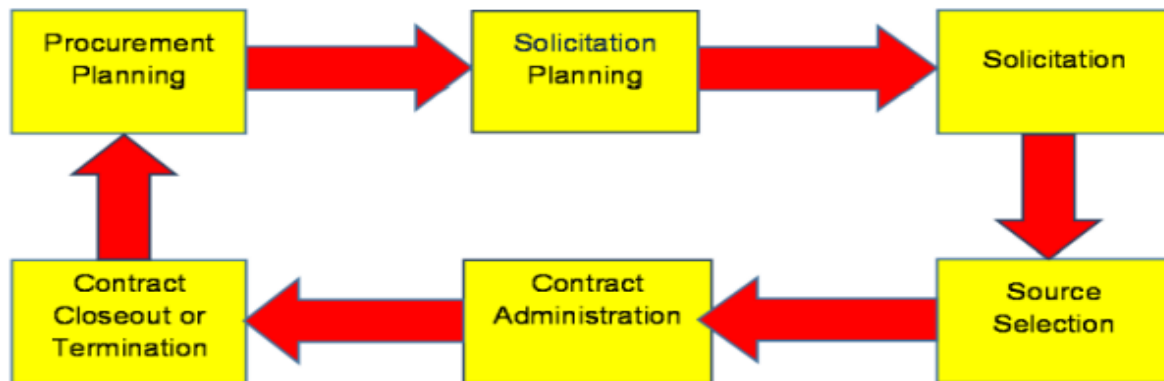 Procurement
Planning
Solicitation
Planning
Solicitation
Source
Selection
Contract
Administration
Contract
Closeout or
Termination